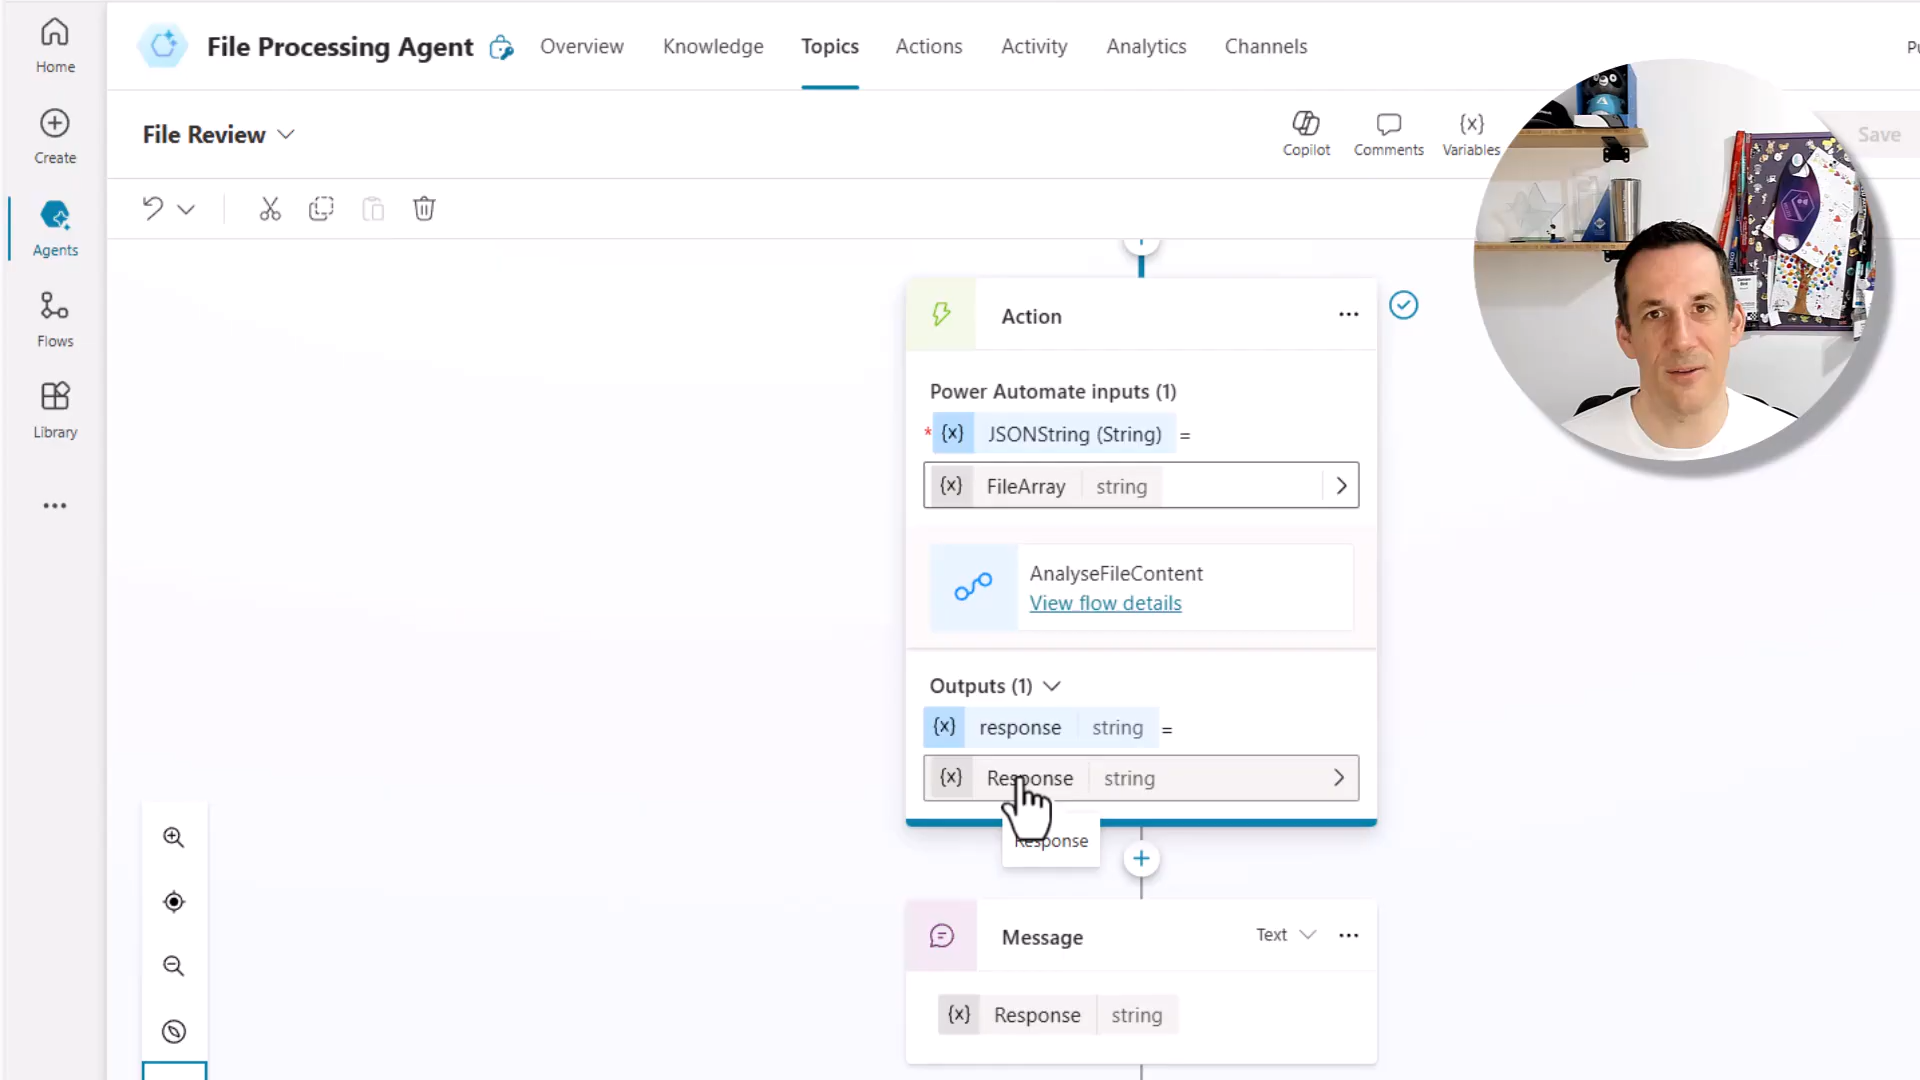 Home
Create
Agents
Flows
Library
File Processing Agent
Overview
Knowledge
Topics
Actions
Activity
Analytics
Channels
File Review
Copilot
Comments
{x} Variables
Save
Action
Power Automate inputs (1)
* {x} JSONString (String) =
{x} FileArray string
AnalyseFileContent
View flow details
Outputs (1)
{x} response string =
{x} Response string
Response
Message
Text
{x} Response string